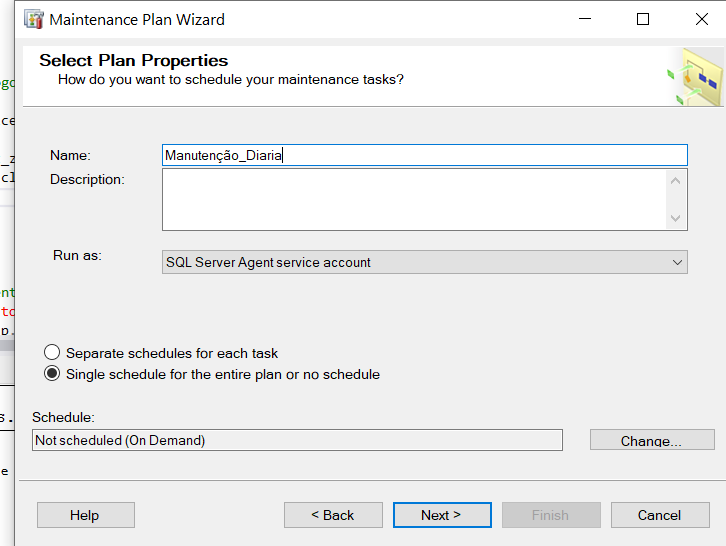 Maintenance Plan Wizard
Select Plan Properties
How do you want to schedule your maintenance tasks?
Name:
Manutenção_Diaria
Description:
Run as:
SQL Server Agent service account
Separate schedules for each task
Single schedule for the entire plan or no schedule
Schedule:
Not scheduled (On Demand)
Change...
Help
< Back
Next >
Finish
Cancel